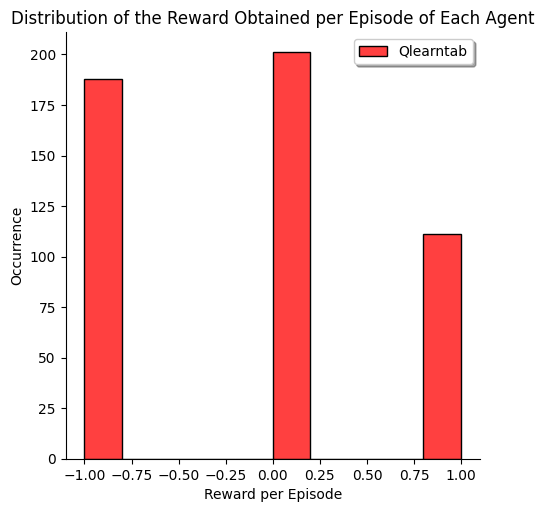 Distribution of the Reward Obtained per Episode of Each Agent
Qlearntab
200
175
150
125
100
75
50
25
0
Occurrence
−1.00 −0.75 −0.50 −0.25 0.00 0.25 0.50 0.75 1.00
Reward per Episode